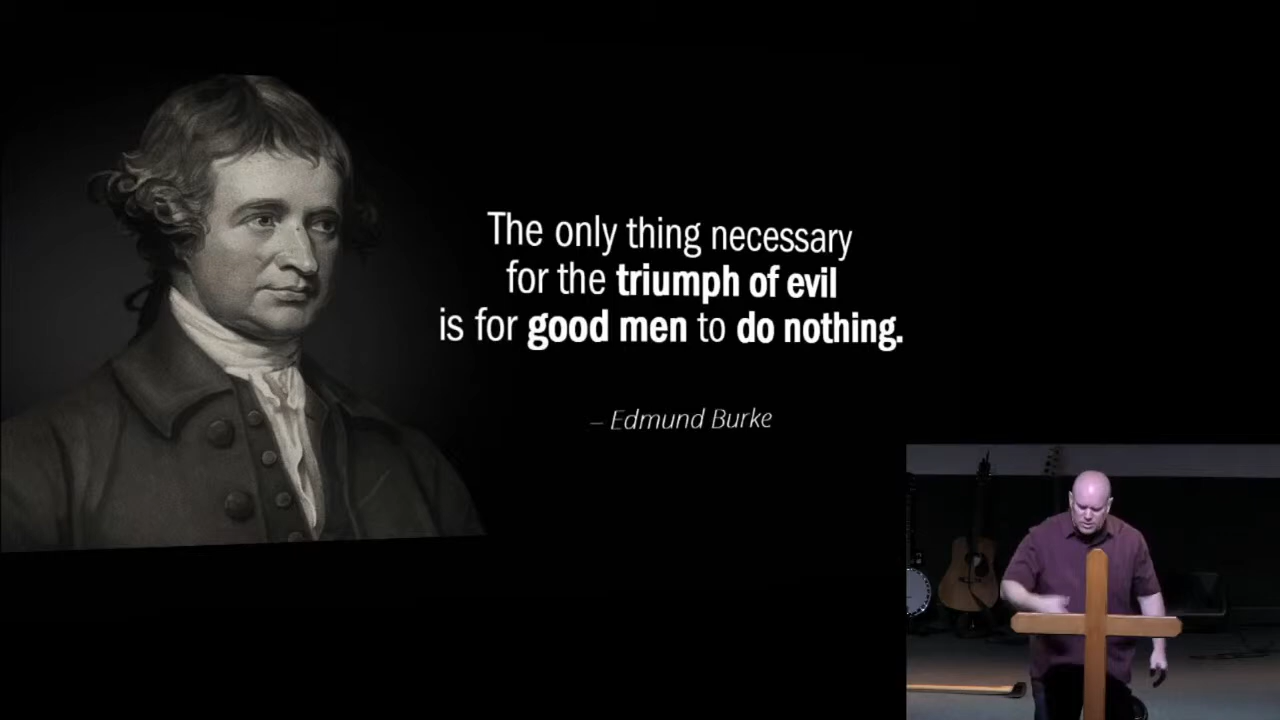 The only thing necessary
for the triumph of evil
is for good men to do nothing.
– Edmund Burke